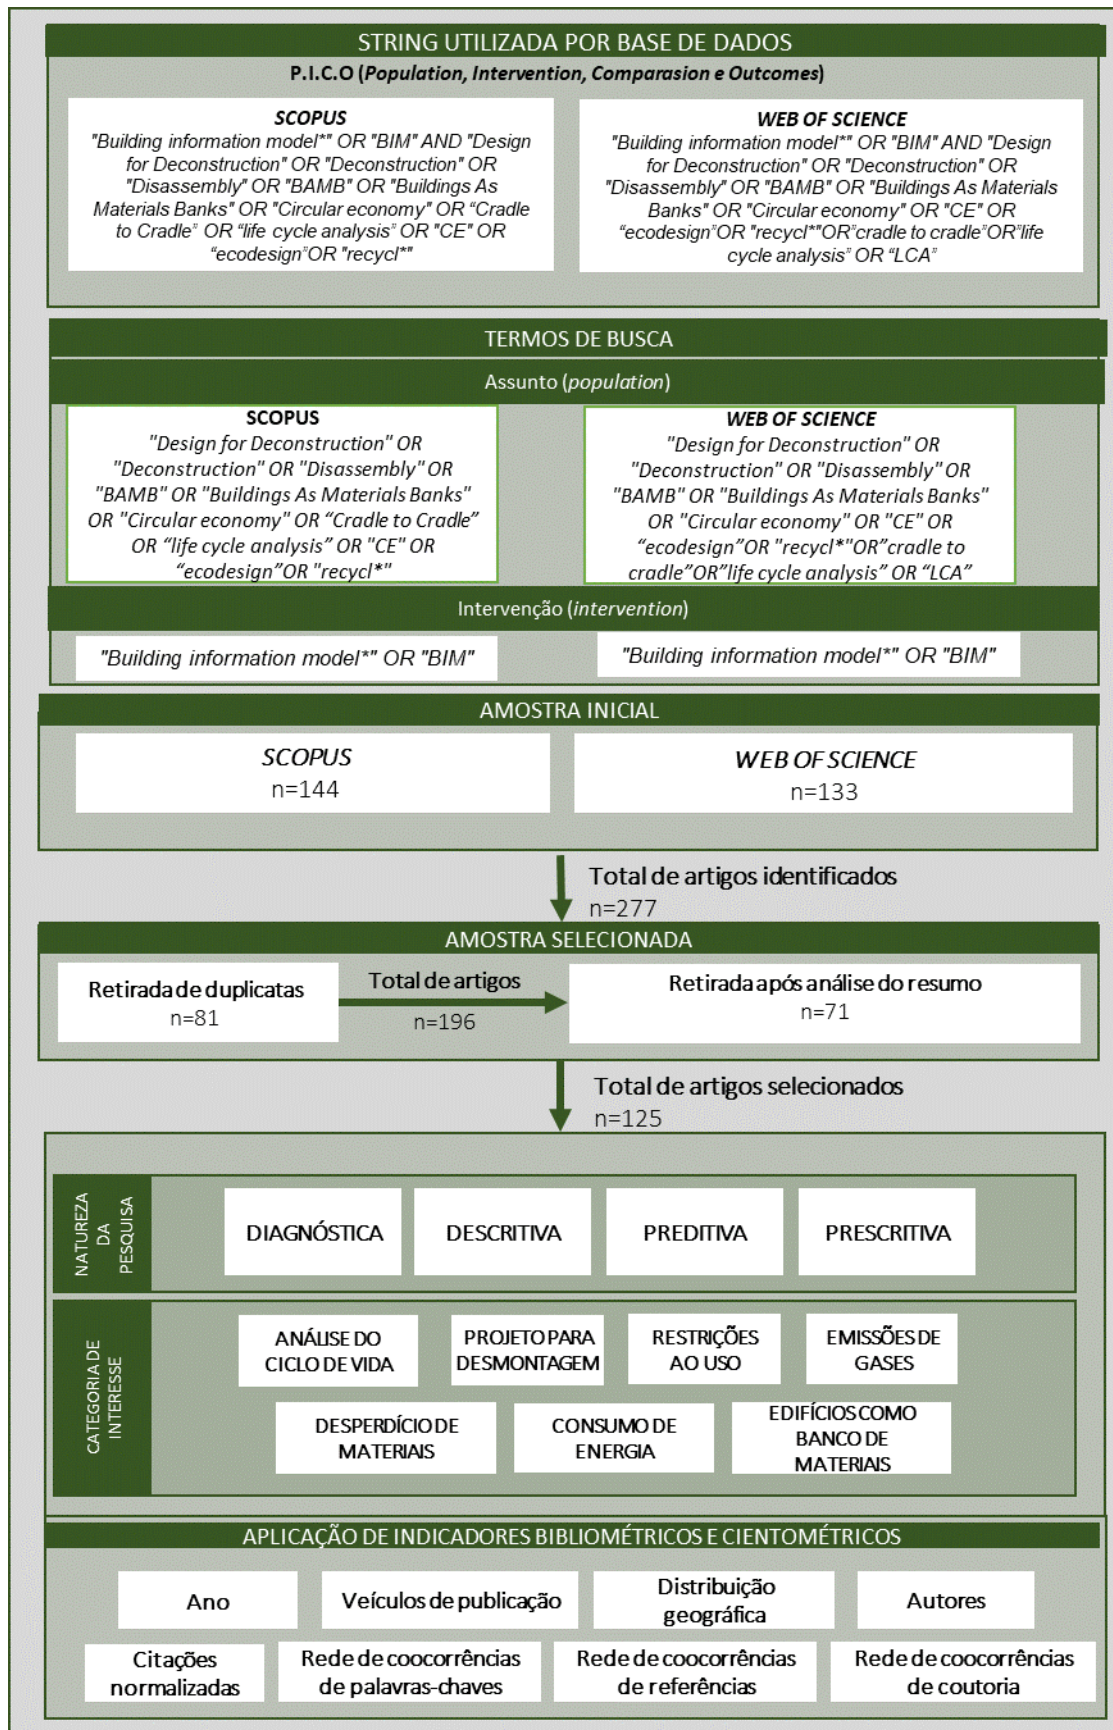 STRING UTILIZADA POR BASE DE DADOS
P.I.C.O (Population, Intervention, Comparasion e Outcomes)
SCOPUS
"Building information model*" OR "BIM" AND "Design
for Deconstruction" OR "Deconstruction" OR
"Disassembly" OR "BAMB" OR "Buildings As
Materials Banks" OR "Circular economy" OR “Cradle
to Cradle” OR “life cycle analysis” OR "CE" OR
“ecodesign”OR "recycl*"
WEB OF SCIENCE
"Building information model*" OR "BIM" AND "Design
for Deconstruction" OR "Deconstruction" OR
"Disassembly" OR "BAMB" OR "Buildings As Materials
Banks" OR "Circular economy" OR "CE" OR
“ecodesign”OR "recycl*"OR”cradle to cradle”OR”life
cycle analysis” OR “LCA”
TERMOS DE BUSCA
Assunto (population)
SCOPUS
"Design for Deconstruction" OR
"Deconstruction" OR "Disassembly" OR
"BAMB" OR "Buildings As Materials Banks"
OR "Circular economy" OR “Cradle to Cradle”
OR “life cycle analysis” OR "CE" OR
“ecodesign”OR "recycl*"
WEB OF SCIENCE
"Design for Deconstruction" OR
"Deconstruction" OR "Disassembly" OR
"BAMB" OR "Buildings As Materials Banks"
OR "Circular economy" OR "CE" OR
“ecodesign”OR "recycl*"OR”cradle to
cradle”OR”life cycle analysis” OR “LCA”
Intervenção (intervention)
"Building information model*" OR "BIM"
"Building information model*" OR "BIM"
AMOSTRA INICIAL
SCOPUS
n=144
WEB OF SCIENCE
n=133
Total de artigos identificados
n=277
AMOSTRA SELECIONADA
Retirada de duplicatas
n=81
Total de artigos
n=196
Retirada após análise do resumo
n=71
Total de artigos selecionados
n=125
NATUREZA
DA
PESQUISA
DIAGNÓSTICA
DESCRITIVA
PREDITIVA
PRESCRITIVA
CATEGORIA DE
INTERESSE
ANÁLISE DO
CICLO DE VIDA
PROJETO PARA
DESMONTAGEM
RESTRIÇÕES
AO USO
EMISSÕES DE
GASES
DESPERDÍCIO DE
MATERIAIS
CONSUMO DE
ENERGIA
EDIFÍCIOS COMO
BANCO DE
MATERIAIS
APLICAÇÃO DE INDICADORES BIBLIOMÉTRICOS E CIENTOMÉTRICOS
Ano
Veículos de publicação
Distribuição
geográfica
Autores
Citações
normalizadas
Rede de coocorrências
de palavras-chaves
Rede de coocorrências
de referências
Rede de coocorrências
de coutoria